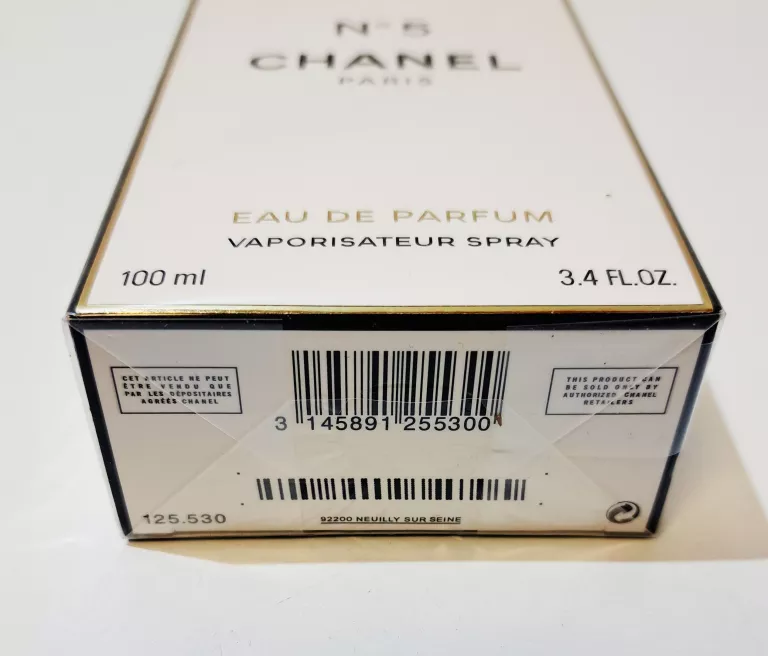 N°5
CHANEL
PARIS
EAU DE PARFUM
VAPORISATEUR SPRAY
100 ml
3.4 FL.OZ.
CET ARTICLE NE PEUT
ÊTRE VENDU QUE
PAR LES DÉPOSITAIRES
AGRÉÉS CHANEL
THIS PRODUCT CAN
BE SOLD ONLY BY
AUTHORIZED CHANEL
RETAILERS
3 145891 255300
125.530
92200 NEUILLY SUR SEINE